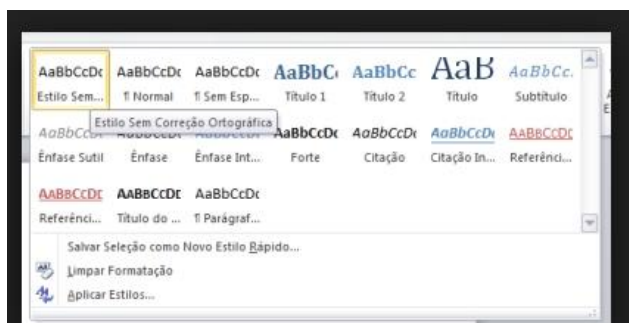 AaBbCcDc AaBbCcDc AaBbCcDc AaBbC AaBbCc AaB AaBbCc.
Estilo Sem... ¶ Normal ¶ Sem Esp... Título 1 Título 2 Título Subtítulo
Estilo Sem Correção Ortográfica
AaBbCcDc AaBbCcDc AaBbCcDc AaBbCcDc AABBCCDC
Ênfase Sutil Ênfase Ênfase Int... Forte Citação Citação In... Referênci...
AABBCCDC AABBCCDC AaBbCcDc
Referênci... Título do ... ¶ Parágraf...
Salvar Seleção como Novo Estilo Rápido...
Limpar Formatação
Aplicar Estilos...